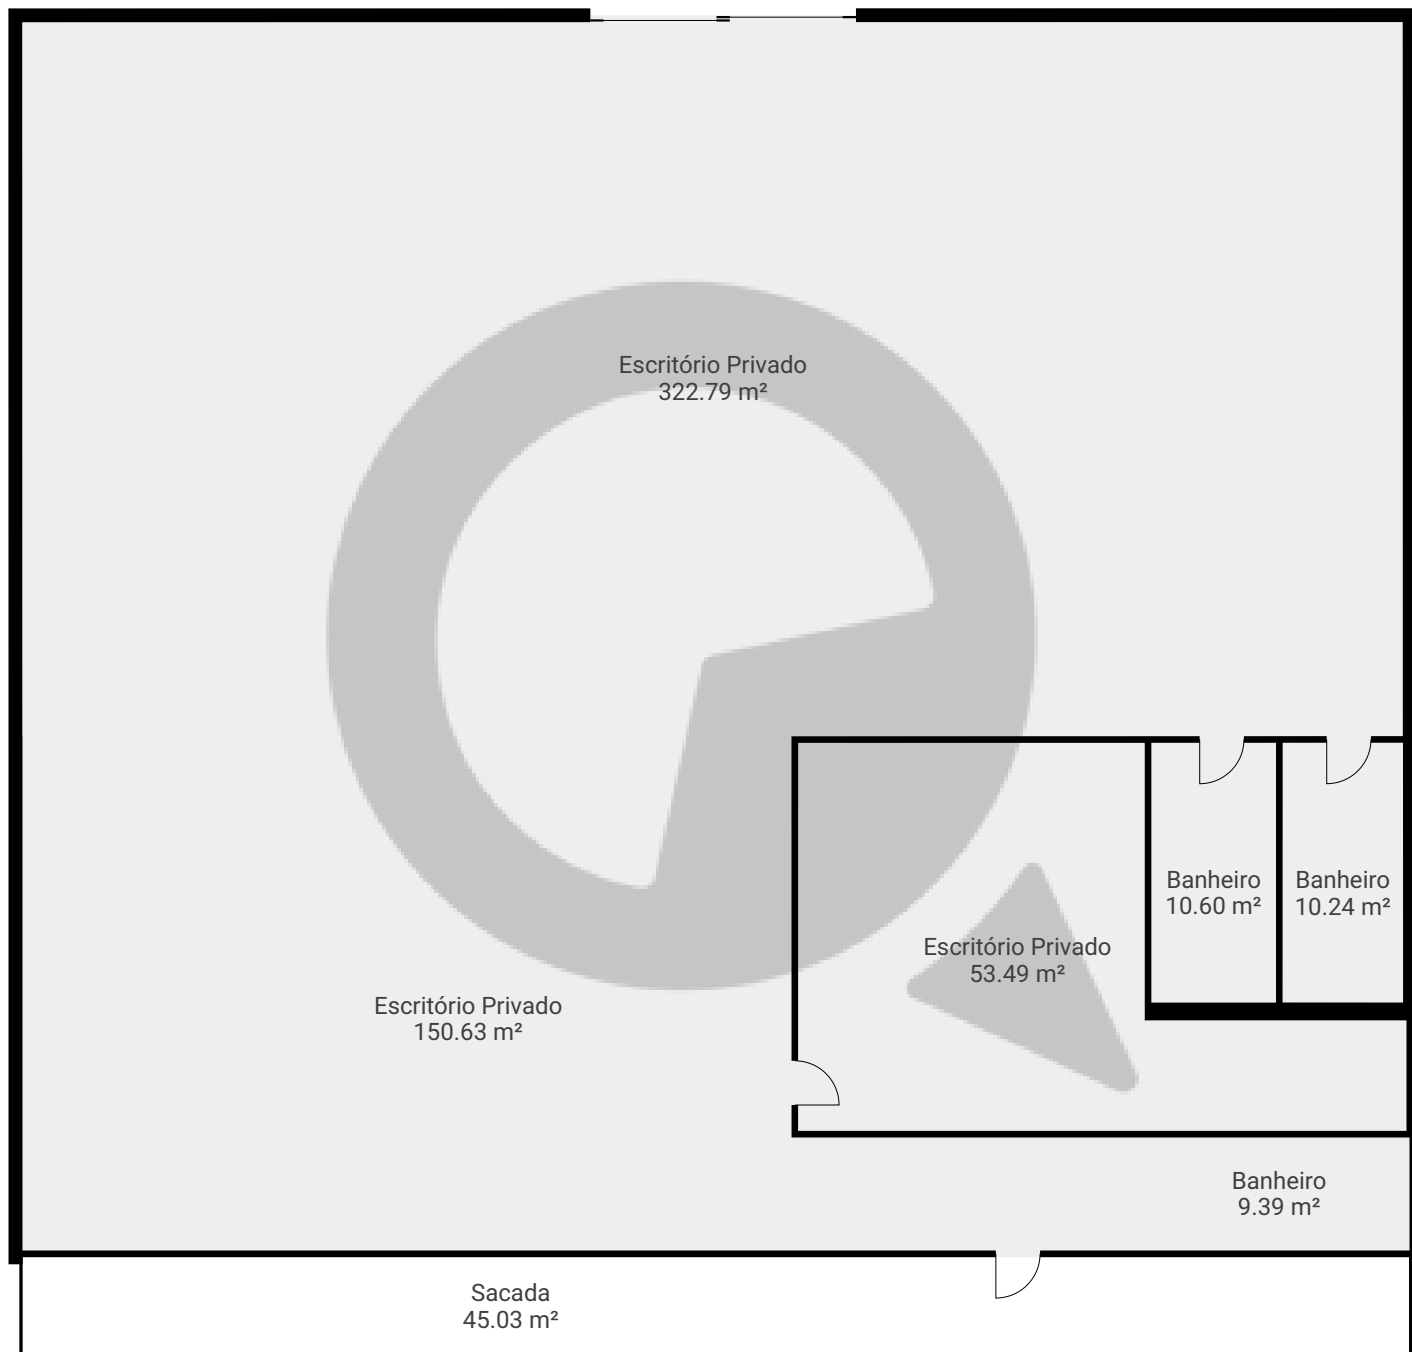 Escritório Privado
322.79 m²
Banheiro
10.60 m²
Banheiro
10.24 m²
Escritório Privado
53.49 m²
Escritório Privado
150.63 m²
Banheiro
9.39 m²
Sacada
45.03 m²